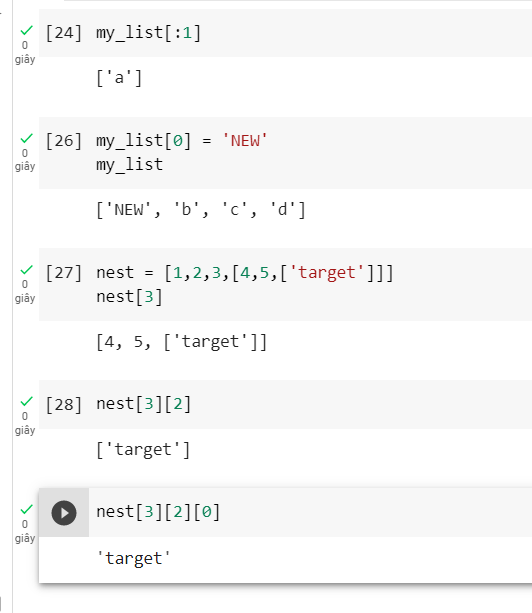 [24] my_list[:1]
0
giây
['a']
[26] my_list[0] = 'NEW'
0
giây
my_list
['NEW', 'b', 'c', 'd']
[27] nest = [1,2,3,[4,5,['target']]]
0
giây
nest[3]
[4, 5, ['target']]
[28] nest[3][2]
0
giây
['target']
nest[3][2][0]
0
giây
'target'